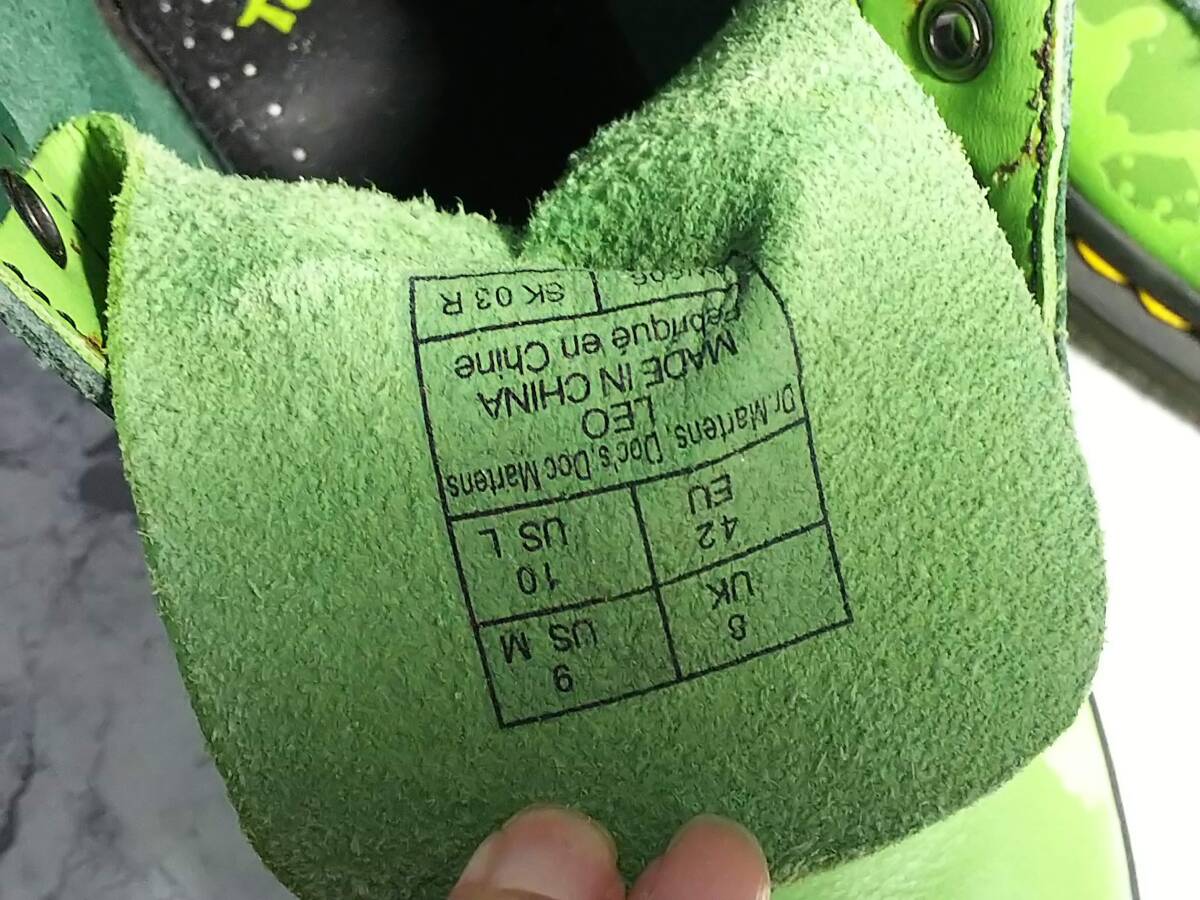 8 9
UK US M
42 10
EU US L
Dr.Martens, Doc's, Doc Martens
LEO
MADE IN CHINA
Fabriqué en Chine
SK 03 R